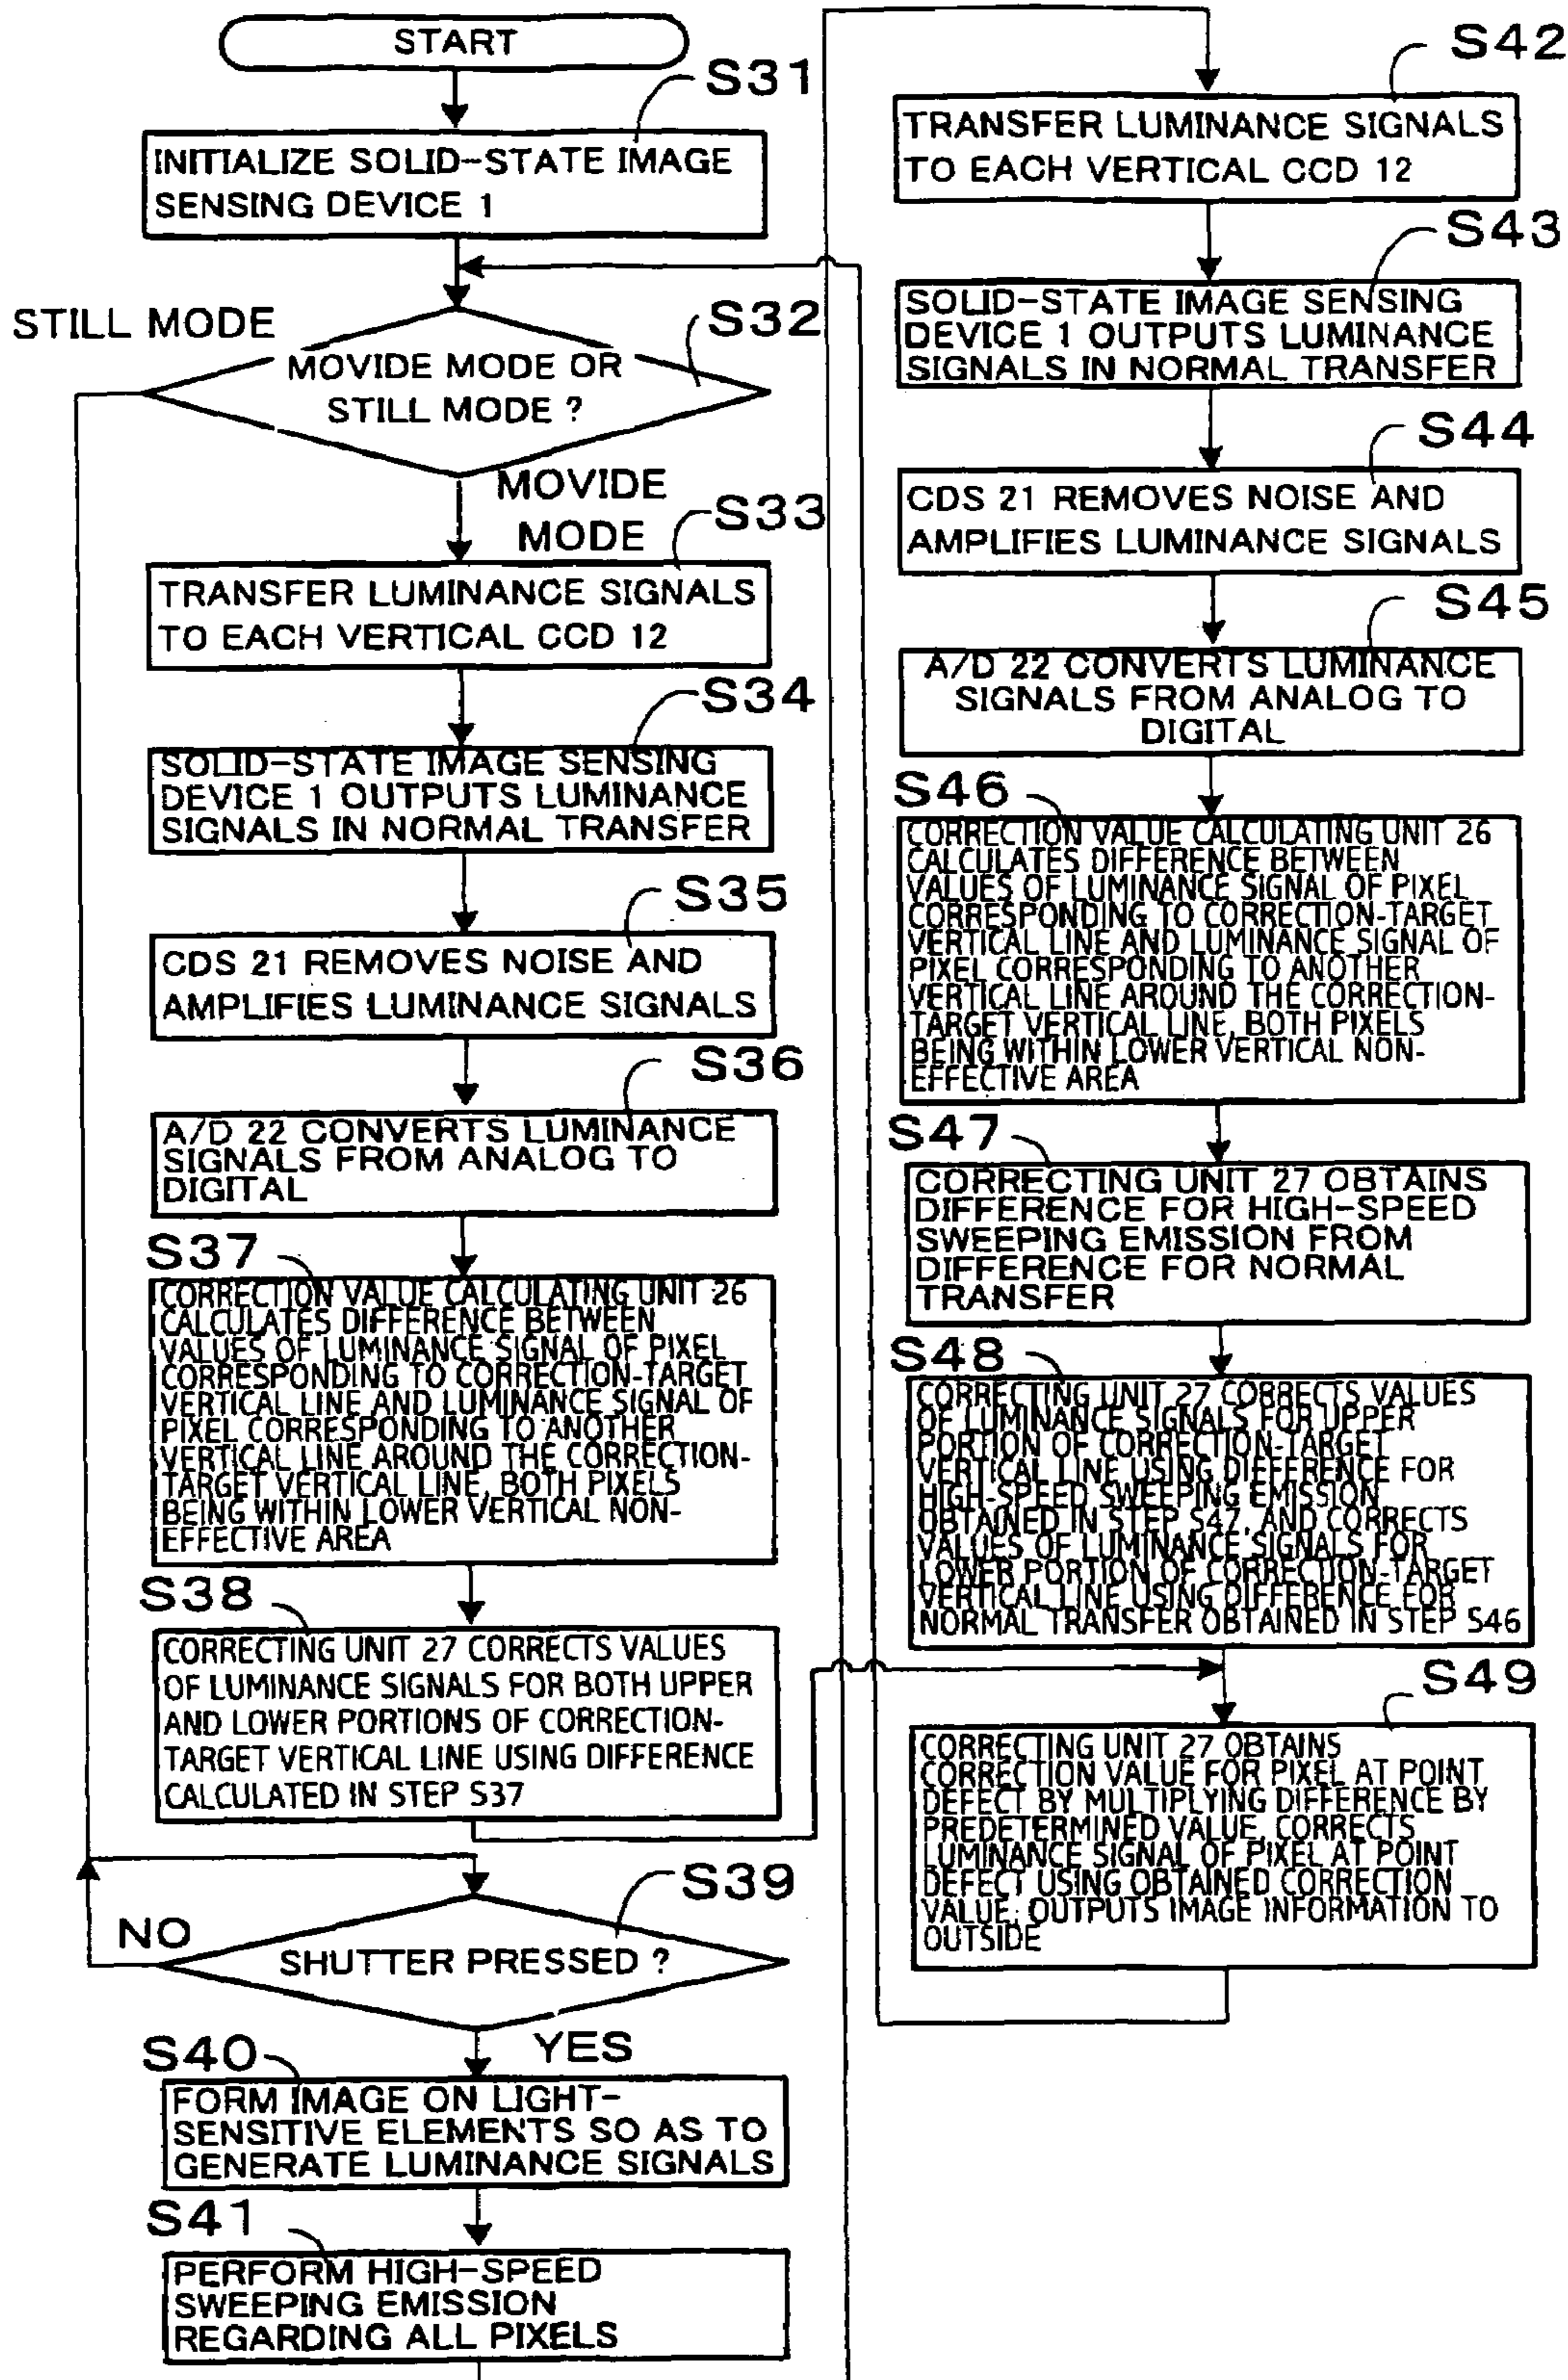 START
S31
INITIALIZE SOLID-STATE IMAGE
SENSING DEVICE 1
STILL MODE
S32
MOVIDE MODE OR
STILL MODE ?
MOVIDE
MODE
S33
TRANSFER LUMINANCE SIGNALS
TO EACH VERTICAL CCD 12
S34
SOLID-STATE IMAGE SENSING
DEVICE 1 OUTPUTS LUMINANCE
SIGNALS IN NORMAL TRANSFER
S35
CDS 21 REMOVES NOISE AND
AMPLIFIES LUMINANCE SIGNALS
S36
A/D 22 CONVERTS LUMINANCE
SIGNALS FROM ANALOG TO
DIGITAL
S37
CORRECTION VALUE CALCULATING UNIT 26
CALCULATES DIFFERENCE BETWEEN
VALUES OF LUMINANCE SIGNAL OF PIXEL
CORRESPONDING TO CORRECTION-TARGET
VERTICAL LINE AND LUMINANCE SIGNAL OF
PIXEL CORRESPONDING TO ANOTHER
VERTICAL LINE AROUND THE CORRECTION-
TARGET VERTICAL LINE, BOTH PIXELS
BEING WITHIN LOWER VERTICAL NON-
EFFECTIVE AREA
S38
CORRECTING UNIT 27 CORRECTS VALUES
OF LUMINANCE SIGNALS FOR BOTH UPPER
AND LOWER PORTIONS OF CORRECTION-
TARGET VERTICAL LINE USING DIFFERENCE
CALCULATED IN STEP S37
S39
NO
SHUTTER PRESSED ?
YES
S40
FORM IMAGE ON LIGHT-
SENSITIVE ELEMENTS SO AS TO
GENERATE LUMINANCE SIGNALS
S41
PERFORM HIGH-SPEED
SWEEPING EMISSION
REGARDING ALL PIXELS
S42
TRANSFER LUMINANCE SIGNALS
TO EACH VERTICAL CCD 12
S43
SOLID-STATE IMAGE SENSING
DEVICE 1 OUTPUTS LUMINANCE
SIGNALS IN NORMAL TRANSFER
S44
CDS 21 REMOVES NOISE AND
AMPLIFIES LUMINANCE SIGNALS
S45
A/D 22 CONVERTS LUMINANCE
SIGNALS FROM ANALOG TO
DIGITAL
S46
CORRECTION VALUE CALCULATING UNIT 26
CALCULATES DIFFERENCE BETWEEN
VALUES OF LUMINANCE SIGNAL OF PIXEL
CORRESPONDING TO CORRECTION-TARGET
VERTICAL LINE AND LUMINANCE SIGNAL OF
PIXEL CORRESPONDING TO ANOTHER
VERTICAL LINE AROUND THE CORRECTION-
TARGET VERTICAL LINE, BOTH PIXELS
BEING WITHIN LOWER VERTICAL NON-
EFFECTIVE AREA
S47
CORRECTING UNIT 27 OBTAINS
DIFFERENCE FOR HIGH-SPEED
SWEEPING EMISSION FROM
DIFFERENCE FOR NORMAL
TRANSFER
S48
CORRECTING UNIT 27 CORRECTS VALUES
OF LUMINANCE SIGNALS FOR UPPER
PORTION OF CORRECTION-TARGET
VERTICAL LINE USING DIFFERENCE FOR
HIGH-SPEED SWEEPING EMISSION
OBTAINED IN STEP S47, AND CORRECTS
VALUES OF LUMINANCE SIGNALS FOR
LOWER PORTION OF CORRECTION-TARGET
VERTICAL LINE USING DIFFERENCE FOR
NORMAL TRANSFER OBTAINED IN STEP S46
S49
CORRECTING UNIT 27 OBTAINS
CORRECTION VALUE FOR PIXEL AT POINT
DEFECT BY MULTIPLYING DIFFERENCE BY
PREDETERMINED VALUE, CORRECTS
LUMINANCE SIGNAL OF PIXEL AT POINT
DEFECT USING OBTAINED CORRECTION
VALUE; OUTPUTS IMAGE INFORMATION TO
OUTSIDE